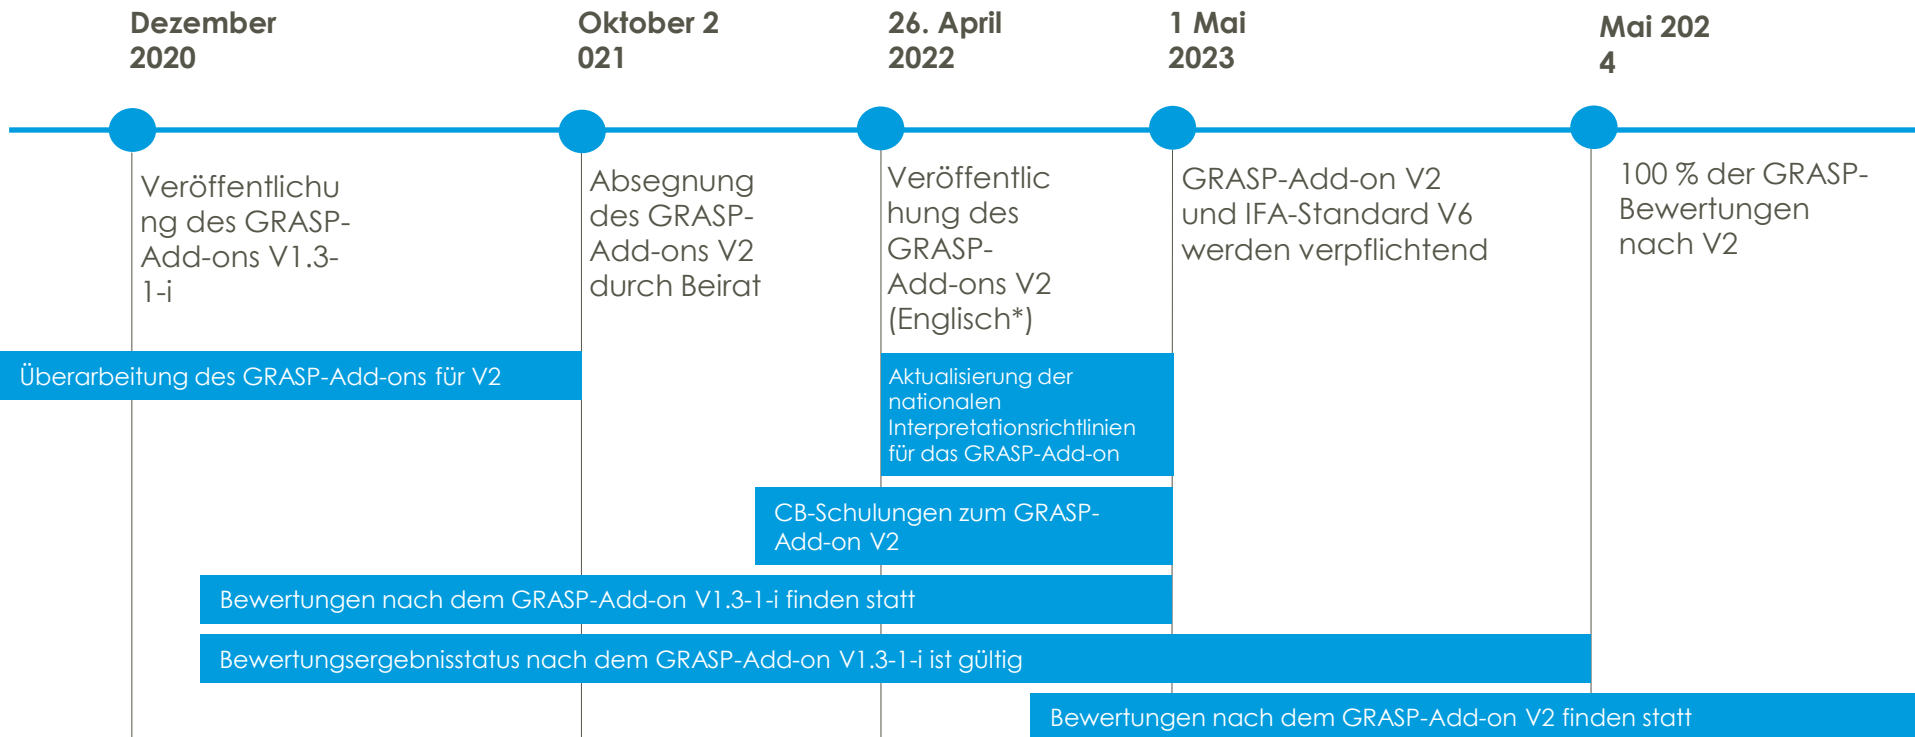 Dezember
2020
Oktober 2
021
26. April
2022
1 Mai
2023
Mai 202
4
Veröffentlichu
ng des GRASP-
Add-ons V1.3-
1-i
Absegnung
des GRASP-
Add-ons V2
durch Beirat
Veröffentlic
hung des
GRASP-
Add-ons V2
(Englisch*)
GRASP-Add-on V2
und IFA-Standard V6
werden verpflichtend
100 % der GRASP-
Bewertungen
nach V2
Überarbeitung des GRASP-Add-ons für V2
Aktualisierung der
nationalen
Interpretationsrichtlinien
für das GRASP-Add-on
CB-Schulungen zum GRASP-
Add-on V2
Bewertungen nach dem GRASP-Add-on V1.3-1-i finden statt
Bewertungsergebnisstatus nach dem GRASP-Add-on V1.3-1-i ist gültig
Bewertungen nach dem GRASP-Add-on V2 finden statt